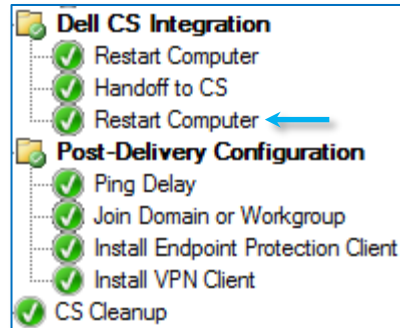 Dell CS Integration
Restart Computer
Handoff to CS
Restart Computer
Post-Delivery Configuration
Ping Delay
Join Domain or Workgroup
Install Endpoint Protection Client
Install VPN Client
CS Cleanup